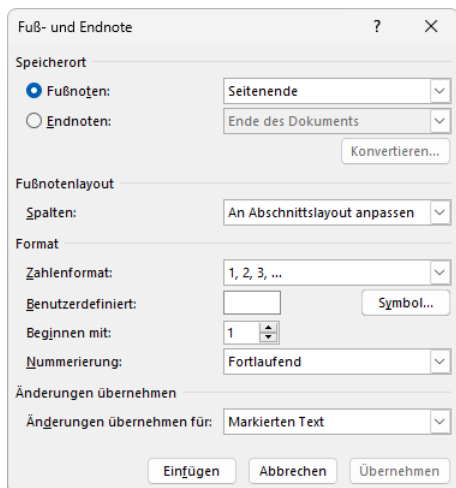 Fuß- und Endnote ?
Speicherort
Fußnoten: Seitenende
Endnoten: Ende des Dokuments
Konvertieren...
Fußnotenlayout
Spalten: An Abschnittslayout anpassen
Format
Zahlenformat: 1, 2, 3, ...
Benutzerdefiniert: Symbol...
Beginnen mit: 1
Nummerierung: Fortlaufend
Änderungen übernehmen
Änderungen übernehmen für: Markierten Text
Einfügen Abbrechen Übernehmen